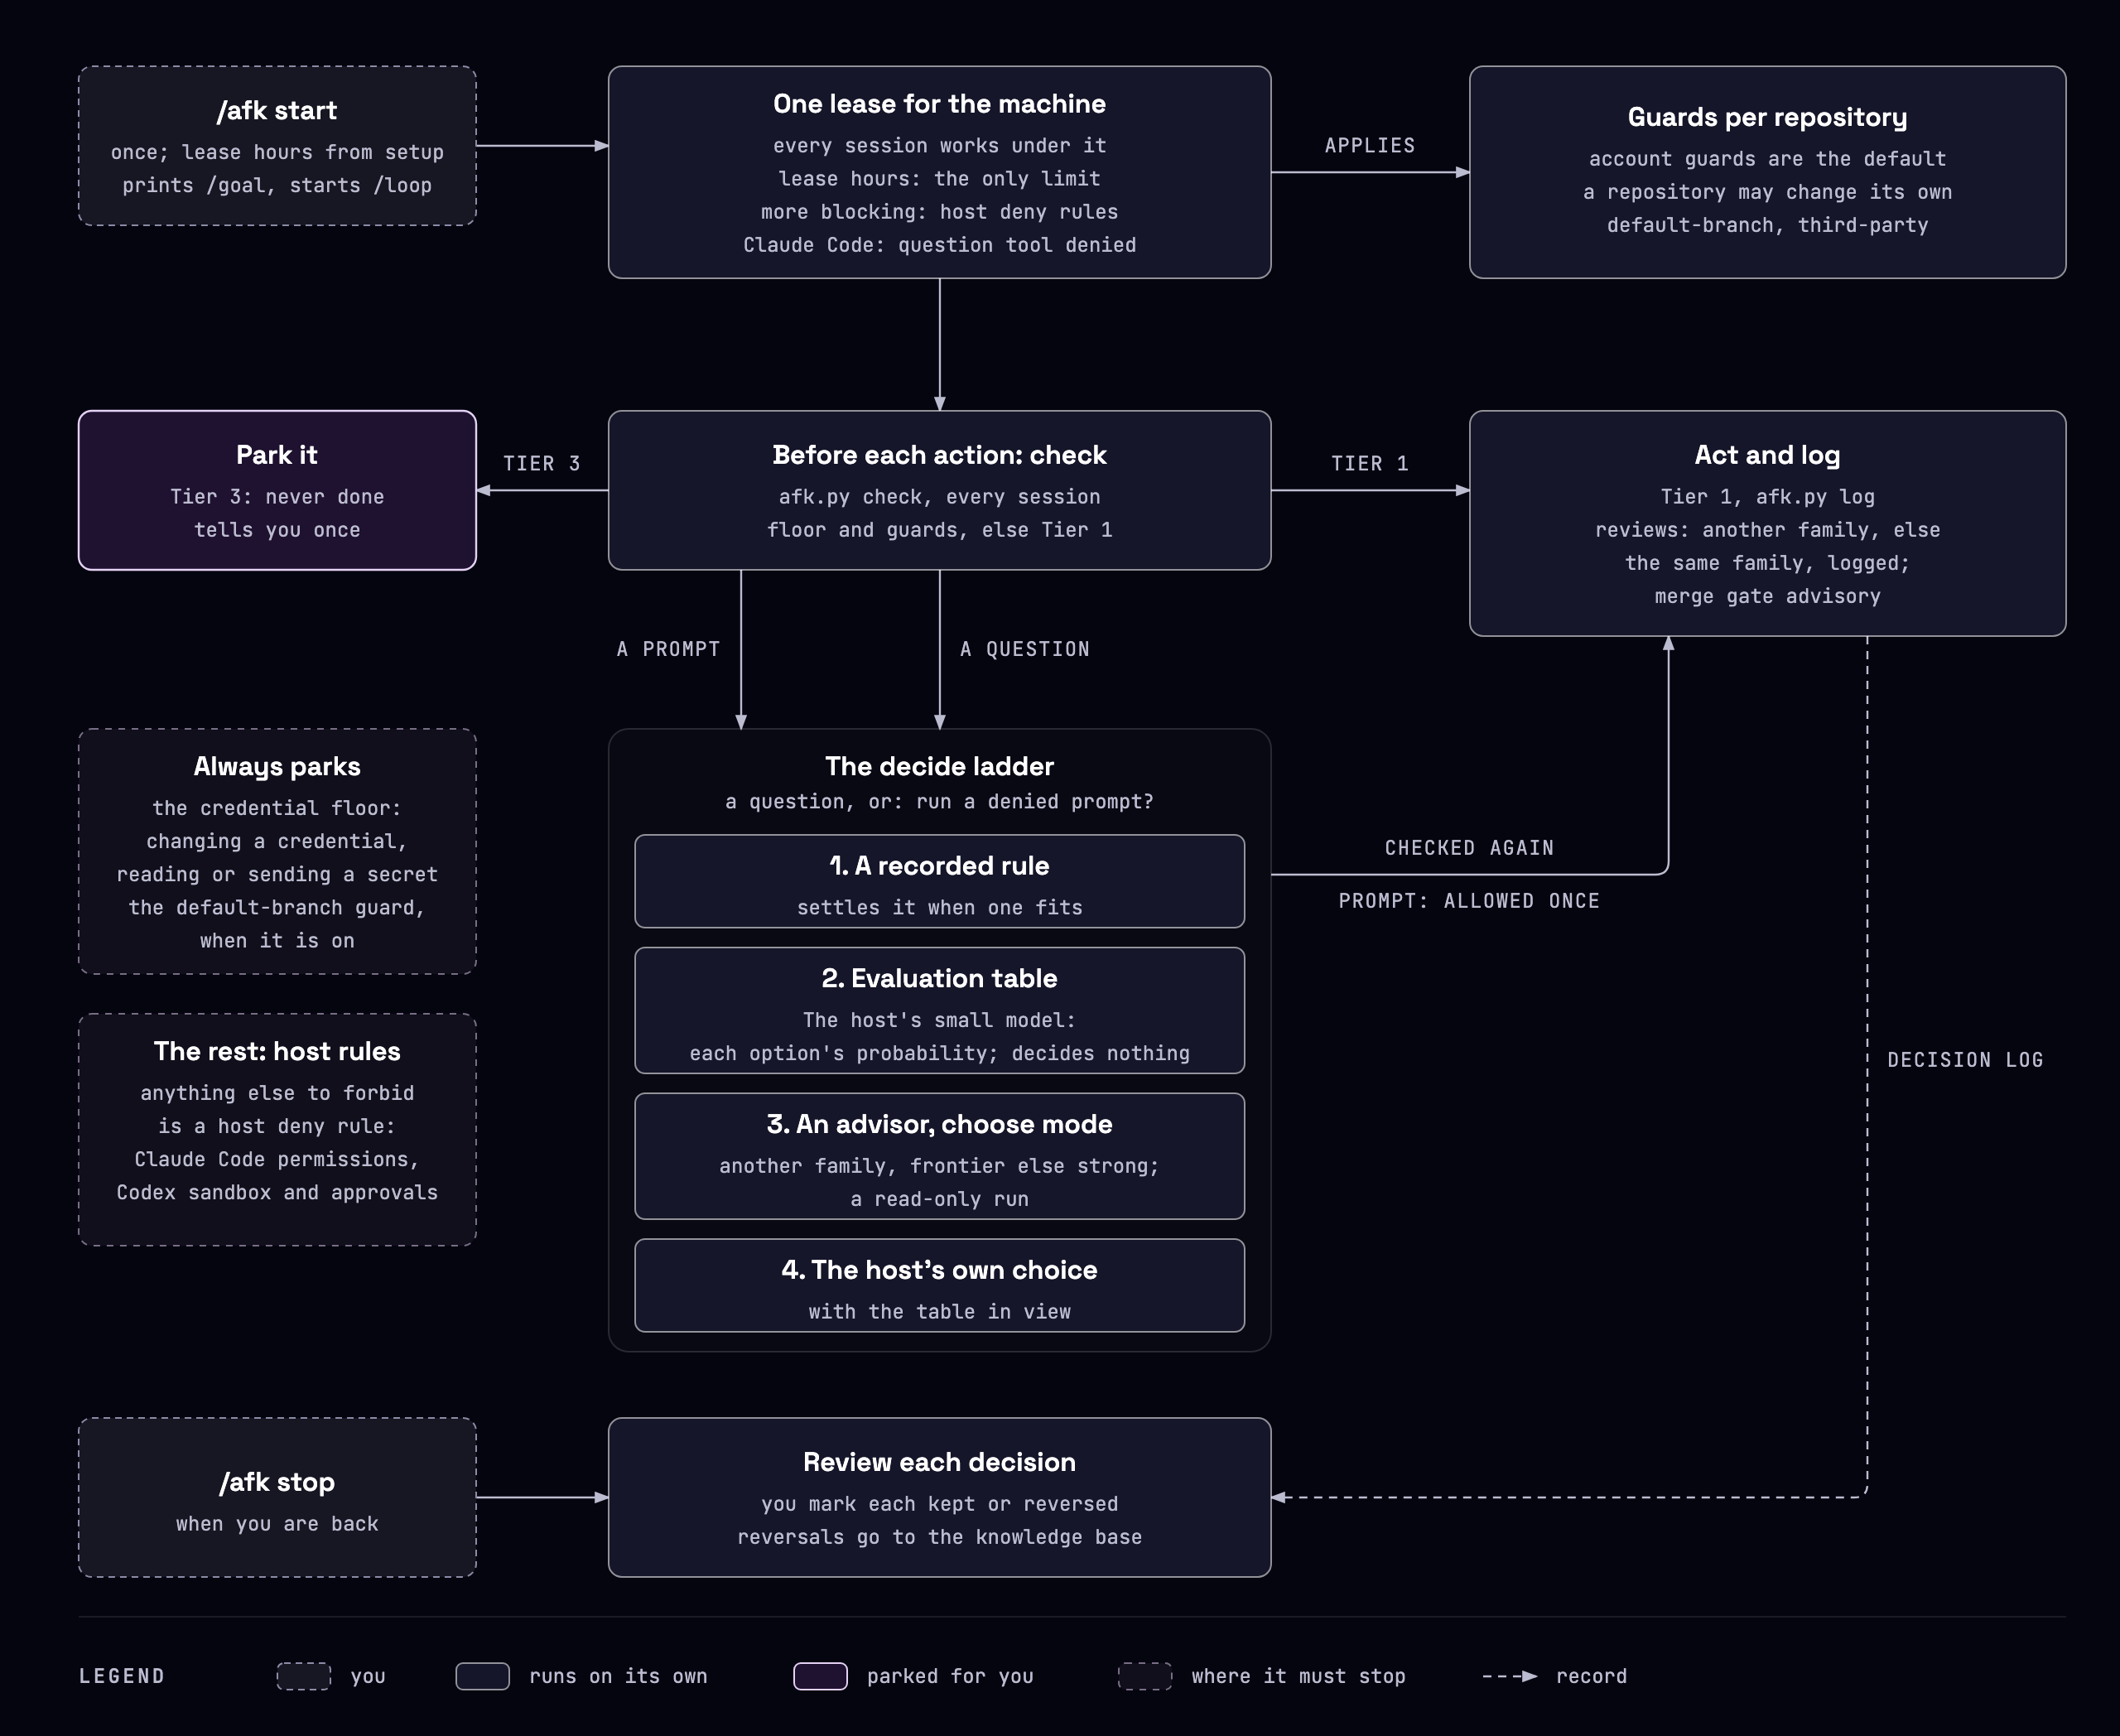 /afk start
once; lease hours from setup
prints /goal, starts /loop
One lease for the machine
every session works under it
lease hours: the only limit
more blocking: host deny rules
Claude Code: question tool denied
APPLIES
Guards per repository
account guards are the default
a repository may change its own
default-branch, third-party
Park it
Tier 3: never done
tells you once
TIER 3
Before each action: check
afk.py check, every session
floor and guards, else Tier 1
TIER 1
Act and log
Tier 1, afk.py log
reviews: another family, else
the same family, logged;
merge gate advisory
A PROMPT
A QUESTION
Always parks
the credential floor:
changing a credential,
reading or sending a secret
the default-branch guard,
when it is on
The rest: host rules
anything else to forbid
is a host deny rule:
Claude Code permissions,
Codex sandbox and approvals
The decide ladder
a question, or: run a denied prompt?
1. A recorded rule
settles it when one fits
2. Evaluation table
The host's small model:
each option's probability; decides nothing
3. An advisor, choose mode
another family, frontier else strong;
a read-only run
4. The host's own choice
with the table in view
CHECKED AGAIN
PROMPT: ALLOWED ONCE
DECISION LOG
/afk stop
when you are back
Review each decision
you mark each kept or reversed
reversals go to the knowledge base
LEGEND
you
runs on its own
parked for you
where it must stop
record